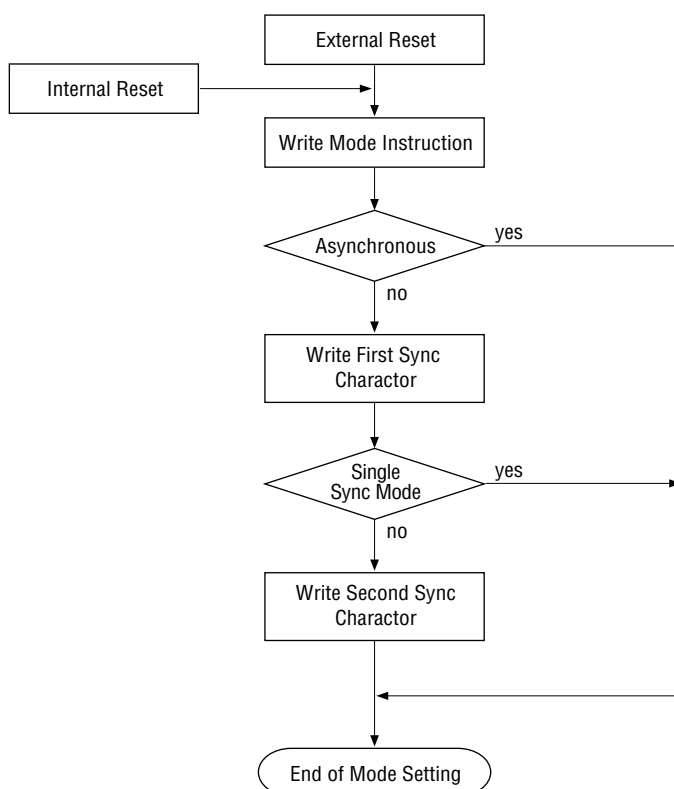 External Reset
Internal Reset
Write Mode Instruction
Asynchronous
yes
no
Write First Sync
Charactor
Single
Sync Mode
yes
no
Write Second Sync
Charactor
End of Mode Setting